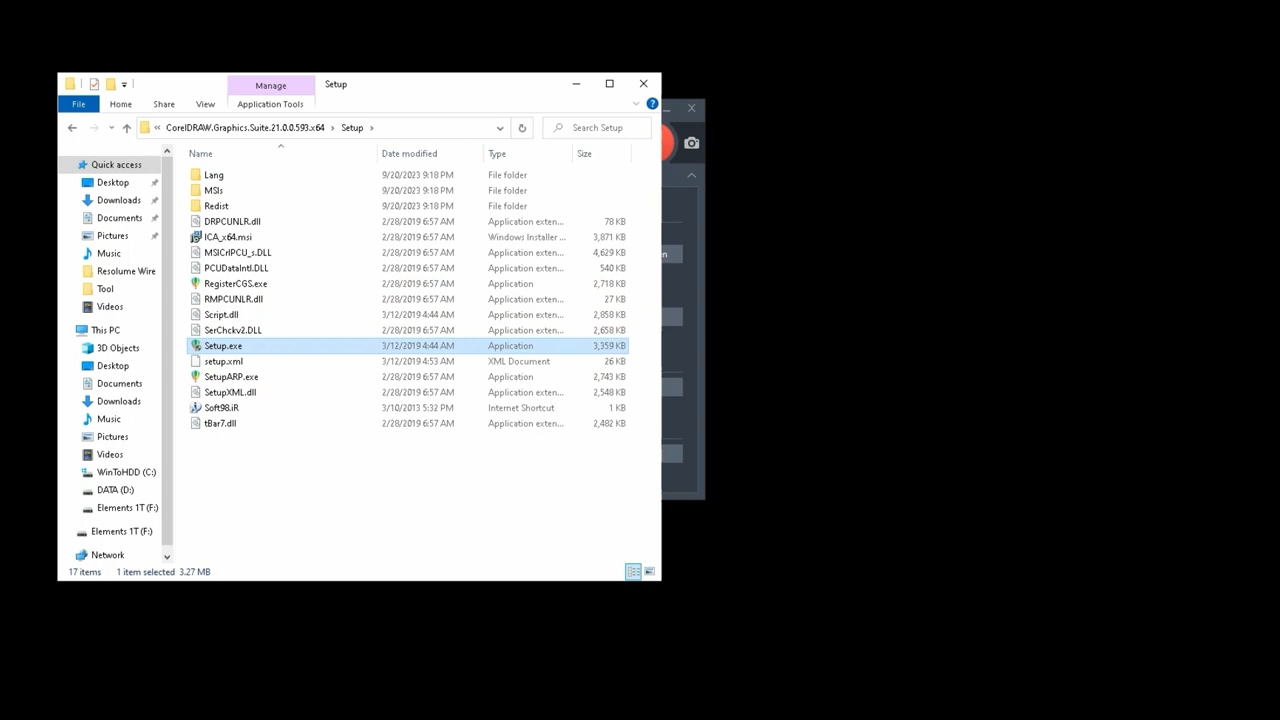 Manage Setup
File Home Share View Application Tools
« CorelDRAW.Graphics.Suite.21.0.0.593.x64 › Setup › Search Setup
Name Date modified Type Size
Quick access
Desktop
Downloads
Documents
Pictures
Music
Resolume Wire
Tool
Videos
This PC
3D Objects
Desktop
Documents
Downloads
Music
Pictures
Videos
WinToHDD (C:)
DATA (D:)
Elements 1T (F:)
Elements 1T (F:)
Network
Lang 9/20/2023 9:18 PM File folder
MSIs 9/20/2023 9:18 PM File folder
Redist 9/20/2023 9:18 PM File folder
DRPCUNLR.dll 2/28/2019 6:57 AM Application exten... 78 KB
ICA_x64.msi 2/28/2019 6:57 AM Windows Installer ... 3,871 KB
MSICrlPCU_s.DLL 2/28/2019 6:57 AM Application exten... 4,629 KB
PCUDataIntl.DLL 2/28/2019 6:57 AM Application exten... 540 KB
RegisterCGS.exe 2/28/2019 6:57 AM Application 2,718 KB
RMPCUNLR.dll 2/28/2019 6:57 AM Application exten... 27 KB
Script.dll 3/12/2019 4:44 AM Application exten... 2,858 KB
SerChckv2.DLL 2/28/2019 6:57 AM Application exten... 2,658 KB
Setup.exe 3/12/2019 4:44 AM Application 3,359 KB
setup.xml 3/12/2019 4:53 AM XML Document 26 KB
SetupARP.exe 2/28/2019 6:57 AM Application 2,743 KB
SetupXML.dll 2/28/2019 6:57 AM Application exten... 2,548 KB
Soft98.iR 3/10/2013 5:32 PM Internet Shortcut 1 KB
tBar7.dll 2/28/2019 6:57 AM Application exten... 2,482 KB
17 items 1 item selected 3.27 MB